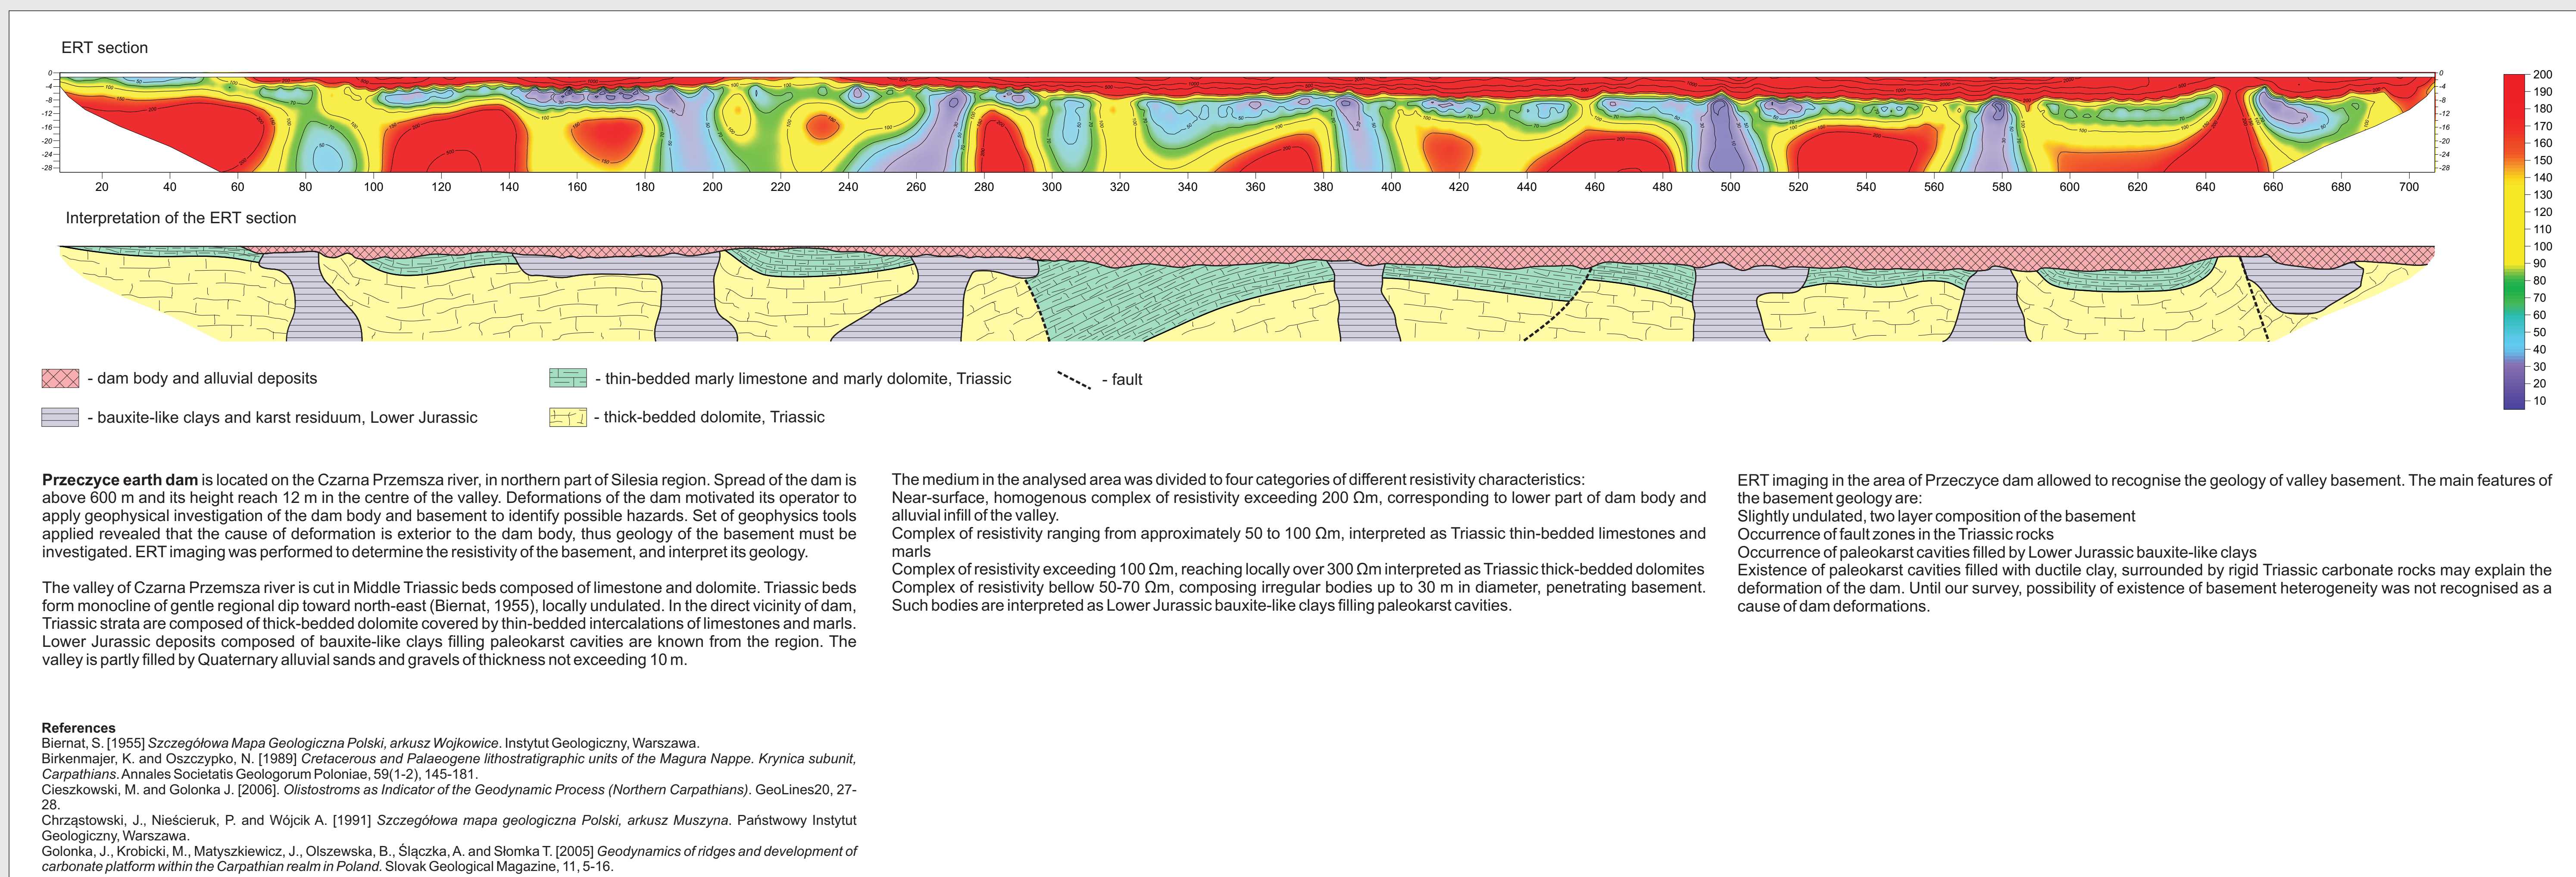 ERT section
0
-4
-8
-12
-16
-20
-24
-28
0
-4
-8
-12
-16
-20
-24
-28
20 40 60 80 100 120 140 160 180 200 220 240 260 280 300 320 340 360 380 400 420 440 460 480 500 520 540 560 580 600 620 640 660 680 700
200
190
180
170
160
150
140
130
120
110
100
90
80
70
60
50
40
30
20
10
Interpretation of the ERT section
- dam body and alluvial deposits
- thin-bedded marly limestone and marly dolomite, Triassic
- fault
- bauxite-like clays and karst residuum, Lower Jurassic
- thick-bedded dolomite, Triassic
Przeczyce earth dam is located on the Czarna Przemsza river, in northern part of Silesia region. Spread of the dam is
above 600 m and its height reach 12 m in the centre of the valley. Deformations of the dam motivated its operator to
apply geophysical investigation of the dam body and basement to identify possible hazards. Set of geophysics tools
applied revealed that the cause of deformation is exterior to the dam body, thus geology of the basement must be
investigated. ERT imaging was performed to determine the resistivity of the basement, and interpret its geology.
The valley of Czarna Przemsza river is cut in Middle Triassic beds composed of limestone and dolomite. Triassic beds
form monocline of gentle regional dip toward north-east (Biernat, 1955), locally undulated. In the direct vicinity of dam,
Triassic strata are composed of thick-bedded dolomite covered by thin-bedded intercalations of limestones and marls.
Lower Jurassic deposits composed of bauxite-like clays filling paleokarst cavities are known from the region. The
valley is partly filled by Quaternary alluvial sands and gravels of thickness not exceeding 10 m.
The medium in the analysed area was divided to four categories of different resistivity characteristics:
Near-surface, homogenous complex of resistivity exceeding 200 Ωm, corresponding to lower part of dam body and
alluvial infill of the valley.
Complex of resistivity ranging from approximately 50 to 100 Ωm, interpreted as Triassic thin-bedded limestones and
marls
Complex of resistivity exceeding 100 Ωm, reaching locally over 300 Ωm interpreted as Triassic thick-bedded dolomites
Complex of resistivity bellow 50-70 Ωm, composing irregular bodies up to 30 m in diameter, penetrating basement.
Such bodies are interpreted as Lower Jurassic bauxite-like clays filling paleokarst cavities.
ERT imaging in the area of Przeczyce dam allowed to recognise the geology of valley basement. The main features of
the basement geology are:
Slightly undulated, two layer composition of the basement
Occurrence of fault zones in the Triassic rocks
Occurrence of paleokarst cavities filled by Lower Jurassic bauxite-like clays
Existence of paleokarst cavities filled with ductile clay, surrounded by rigid Triassic carbonate rocks may explain the
deformation of the dam. Until our survey, possibility of existence of basement heterogeneity was not recognised as a
cause of dam deformations.
References
Biernat, S. [1955] Szczegółowa Mapa Geologiczna Polski, arkusz Wojkowice. Instytut Geologiczny, Warszawa.
Birkenmajer, K. and Oszczypko, N. [1989] Cretacerous and Palaeogene lithostratigraphic units of the Magura Nappe. Krynica subunit,
Carpathians. Annales Societatis Geologorum Poloniae, 59(1-2), 145-181.
Cieszkowski, M. and Golonka J. [2006]. Olistostroms as Indicator of the Geodynamic Process (Northern Carpathians). GeoLines20, 27-
28.
Chrząstowski, J., Nieścieruk, P. and Wójcik A. [1991] Szczegółowa mapa geologiczna Polski, arkusz Muszyna. Państwowy Instytut
Geologiczny, Warszawa.
Golonka, J., Krobicki, M., Matyszkiewicz, J., Olszewska, B., Ślączka, A. and Słomka T. [2005] Geodynamics of ridges and development of
carbonate platform within the Carpathian realm in Poland. Slovak Geological Magazine, 11, 5-16.